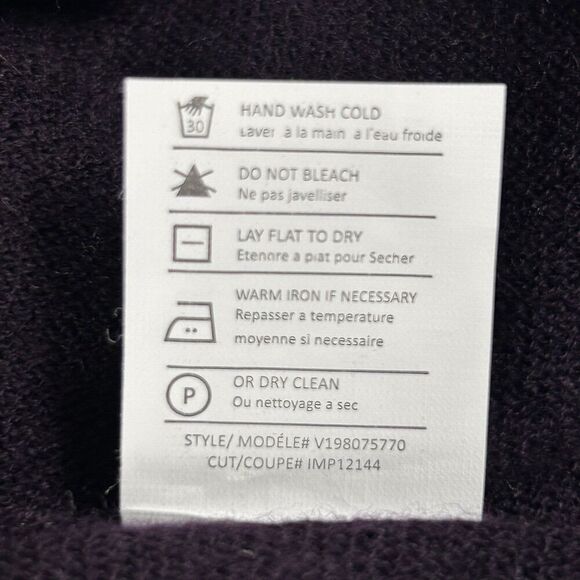 30
HAND WASH COLD
Laver à la main a l'eau froide
DO NOT BLEACH
Ne pas javelliser
LAY FLAT TO DRY
Etenore a piat pour Secher
WARM IRON IF NECESSARY
Repasser a temperature
moyenne si necessaire
P
OR DRY CLEAN
Ou nettoyage a sec
STYLE/ MODÉLE# V198075770
CUT/COUPE# IMP12144